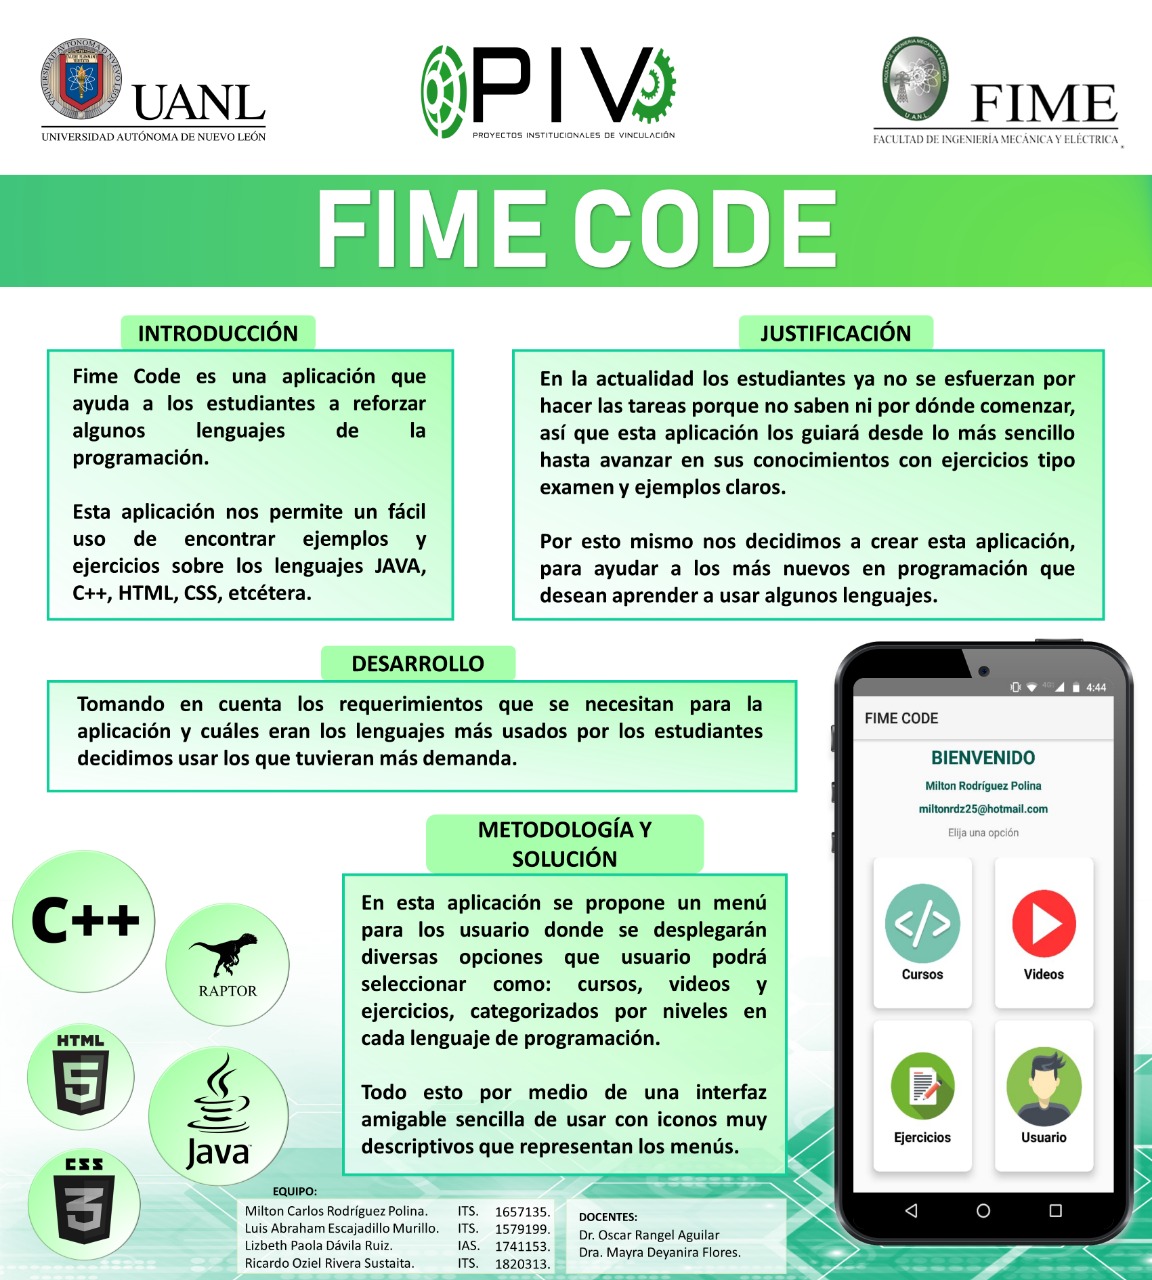 UANL
UNIVERSIDAD AUTÓNOMA DE NUEVO LEÓN
PIV
PROYECTOS INSTITUCIONALES DE VINCULACIÓN
FIME
FACULTAD DE INGENIERÍA MECÁNICA Y ELÉCTRICA
FIME CODE
INTRODUCCIÓN
Fime Code es una aplicación que
ayuda a los estudiantes a reforzar
algunos lenguajes de la
programación.
Esta aplicación nos permite un fácil
uso de encontrar ejemplos y
ejercicios sobre los lenguajes JAVA,
C++, HTML, CSS, etcétera.
JUSTIFICACIÓN
En la actualidad los estudiantes ya no se esfuerzan por
hacer las tareas porque no saben ni por dónde comenzar,
así que esta aplicación los guiará desde lo más sencillo
hasta avanzar en sus conocimientos con ejercicios tipo
examen y ejemplos claros.
Por esto mismo nos decidimos a crear esta aplicación,
para ayudar a los más nuevos en programación que
desean aprender a usar algunos lenguajes.
DESARROLLO
Tomando en cuenta los requerimientos que se necesitan para la
aplicación y cuáles eran los lenguajes más usados por los estudiantes
decidimos usar los que tuvieran más demanda.
METODOLOGÍA Y
SOLUCIÓN
En esta aplicación se propone un menú
para los usuario donde se desplegarán
diversas opciones que usuario podrá
seleccionar como: cursos, videos y
ejercicios, categorizados por niveles en
cada lenguaje de programación.
Todo esto por medio de una interfaz
amigable sencilla de usar con iconos muy
descriptivos que representan los menús.
C++
RAPTOR
HTML
5
Java
CSS
3
4:44
FIME CODE
BIENVENIDO
Milton Rodríguez Polina
miltonrdz25@hotmail.com
Elija una opción
Cursos
Videos
Ejercicios
Usuario
EQUIPO:
Milton Carlos Rodríguez Polina. ITS. 1657135.
Luis Abraham Escajadillo Murillo. ITS. 1579199.
Lizbeth Paola Dávila Ruiz. IAS. 1741153.
Ricardo Oziel Rivera Sustaita. ITS. 1820313.
DOCENTES:
Dr. Oscar Rangel Aguilar
Dra. Mayra Deyanira Flores.